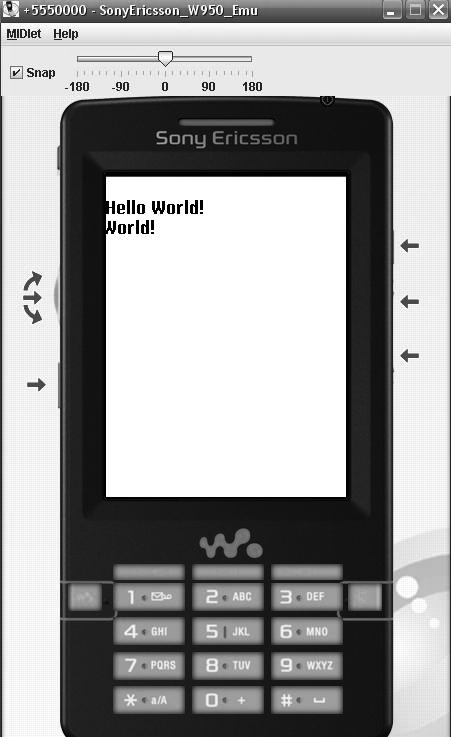 +5550000 - SonyEricsson_W950_Emu
MIDlet Help
Snap
-180 -90 0 90 180
Sony Ericsson
Hello World!
World!
1 2 ABC 3 DEF
4 GHI 5 JKL 6 MNO
7 PQRS 8 TUV 9 WXYZ
* a/A 0 + #